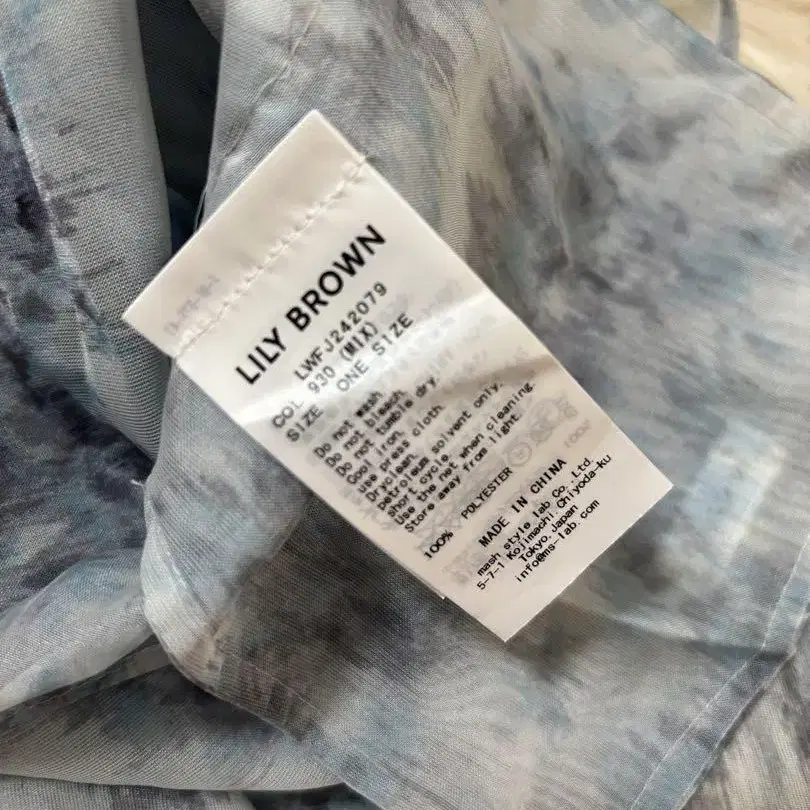 LILY BROWN
LWFJ242079
COL 930 (MIX)
SIZE ONE SIZE
Do not wash.
Do not bleach.
Do not tumble dry.
Cool iron.
use press cloth.
Dryclean.
petroleum solvent only.
short cycle.
Use the net when cleaning.
Store away from light.
100% POLYESTER
MADE IN CHINA
mash style lab Co., Ltd.
5-7-1 Kojimachi,Chiyoda-ku
Tokyo,Japan
info@ms-lab.com